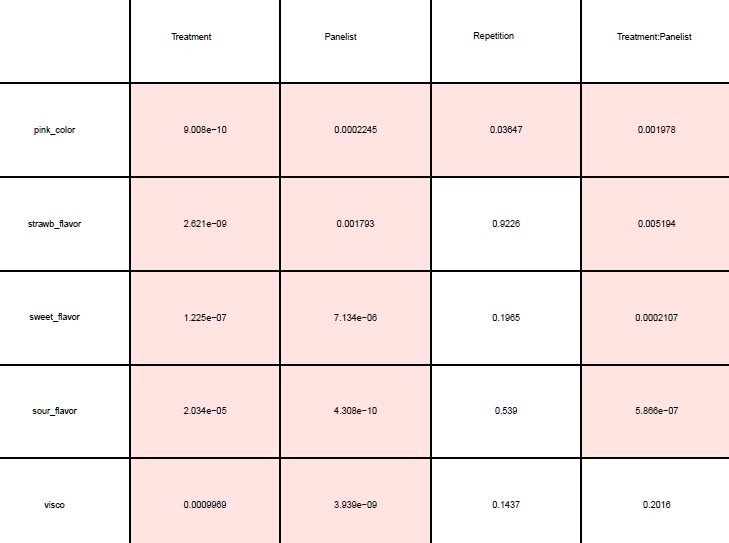 Treatment Panelist Repetition Treatment:Panelist
pink_color 9.008e−10 0.0002245 0.03647 0.001978
strawb_flavor 2.621e−09 0.001793 0.9226 0.005194
sweet_flavor 1.225e−07 7.134e−06 0.1965 0.0002107
sour_flavor 2.034e−05 4.308e−10 0.539 5.866e−07
visco 0.0009969 3.939e−09 0.1437 0.2016